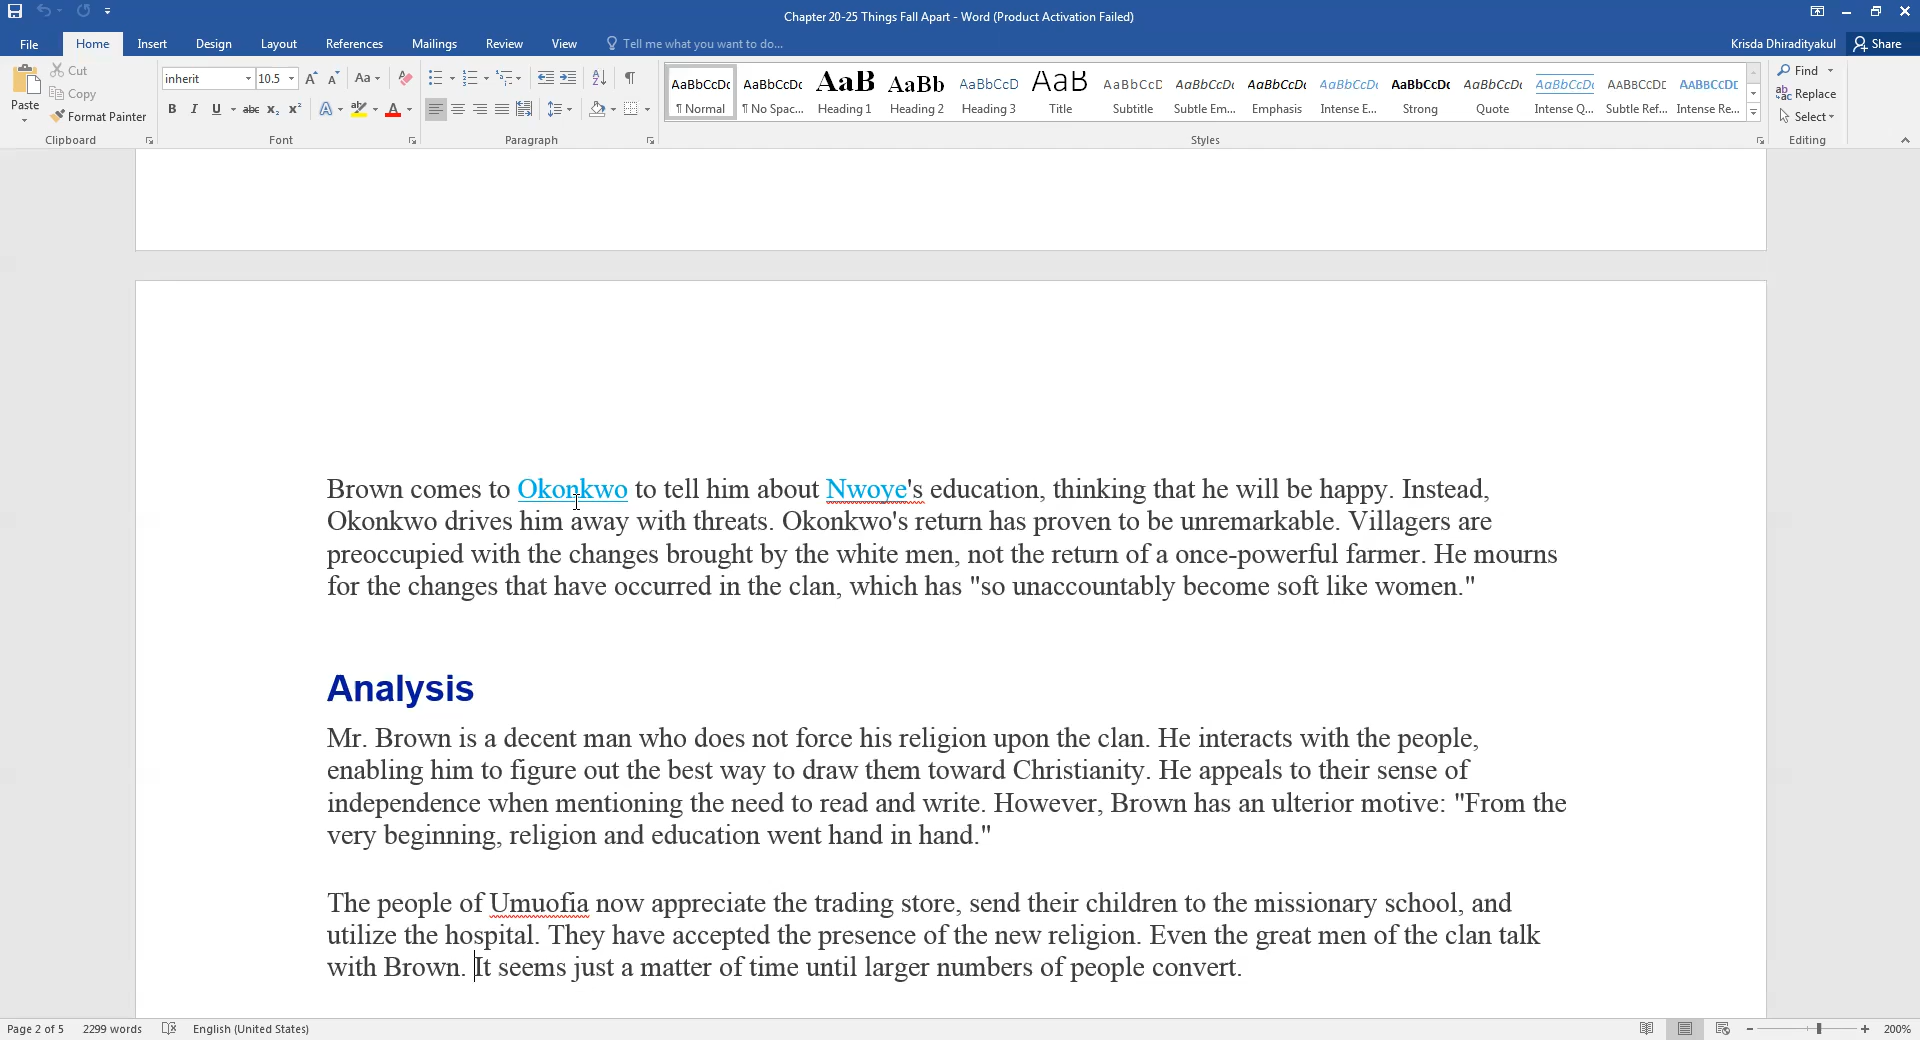 Chapter 20-25 Things Fall Apart - Word (Product Activation Failed)
File Home Insert Design Layout References Mailings Review View Tell me what you want to do... Krisda Dhiradityakul Share
Paste Cut Copy Format Painter
inherit 10.5
AaBbCcDc AaBbCcDc AaB AaBb AaBbCcD AaB AaBbCcD AaBbCcDc AaBbCcDc AaBbCcDc AaBbCcDc AaBbCcDc AaBbCcDc AABBCCDC AABBCCDC
¶ Normal ¶ No Spac... Heading 1 Heading 2 Heading 3 Title Subtitle Subtle Em... Emphasis Intense E... Strong Quote Intense Q... Subtle Ref... Intense Re...
Find Replace Select
Clipboard Font Paragraph Styles Editing
Brown comes to Okonkwo to tell him about Nwoye's education, thinking that he will be happy. Instead,
Okonkwo drives him away with threats. Okonkwo's return has proven to be unremarkable. Villagers are
preoccupied with the changes brought by the white men, not the return of a once-powerful farmer. He mourns
for the changes that have occurred in the clan, which has "so unaccountably become soft like women."
Analysis
Mr. Brown is a decent man who does not force his religion upon the clan. He interacts with the people,
enabling him to figure out the best way to draw them toward Christianity. He appeals to their sense of
independence when mentioning the need to read and write. However, Brown has an ulterior motive: "From the
very beginning, religion and education went hand in hand."
The people of Umuofia now appreciate the trading store, send their children to the missionary school, and
utilize the hospital. They have accepted the presence of the new religion. Even the great men of the clan talk
with Brown. It seems just a matter of time until larger numbers of people convert.
Page 2 of 5 2299 words English (United States) 200%